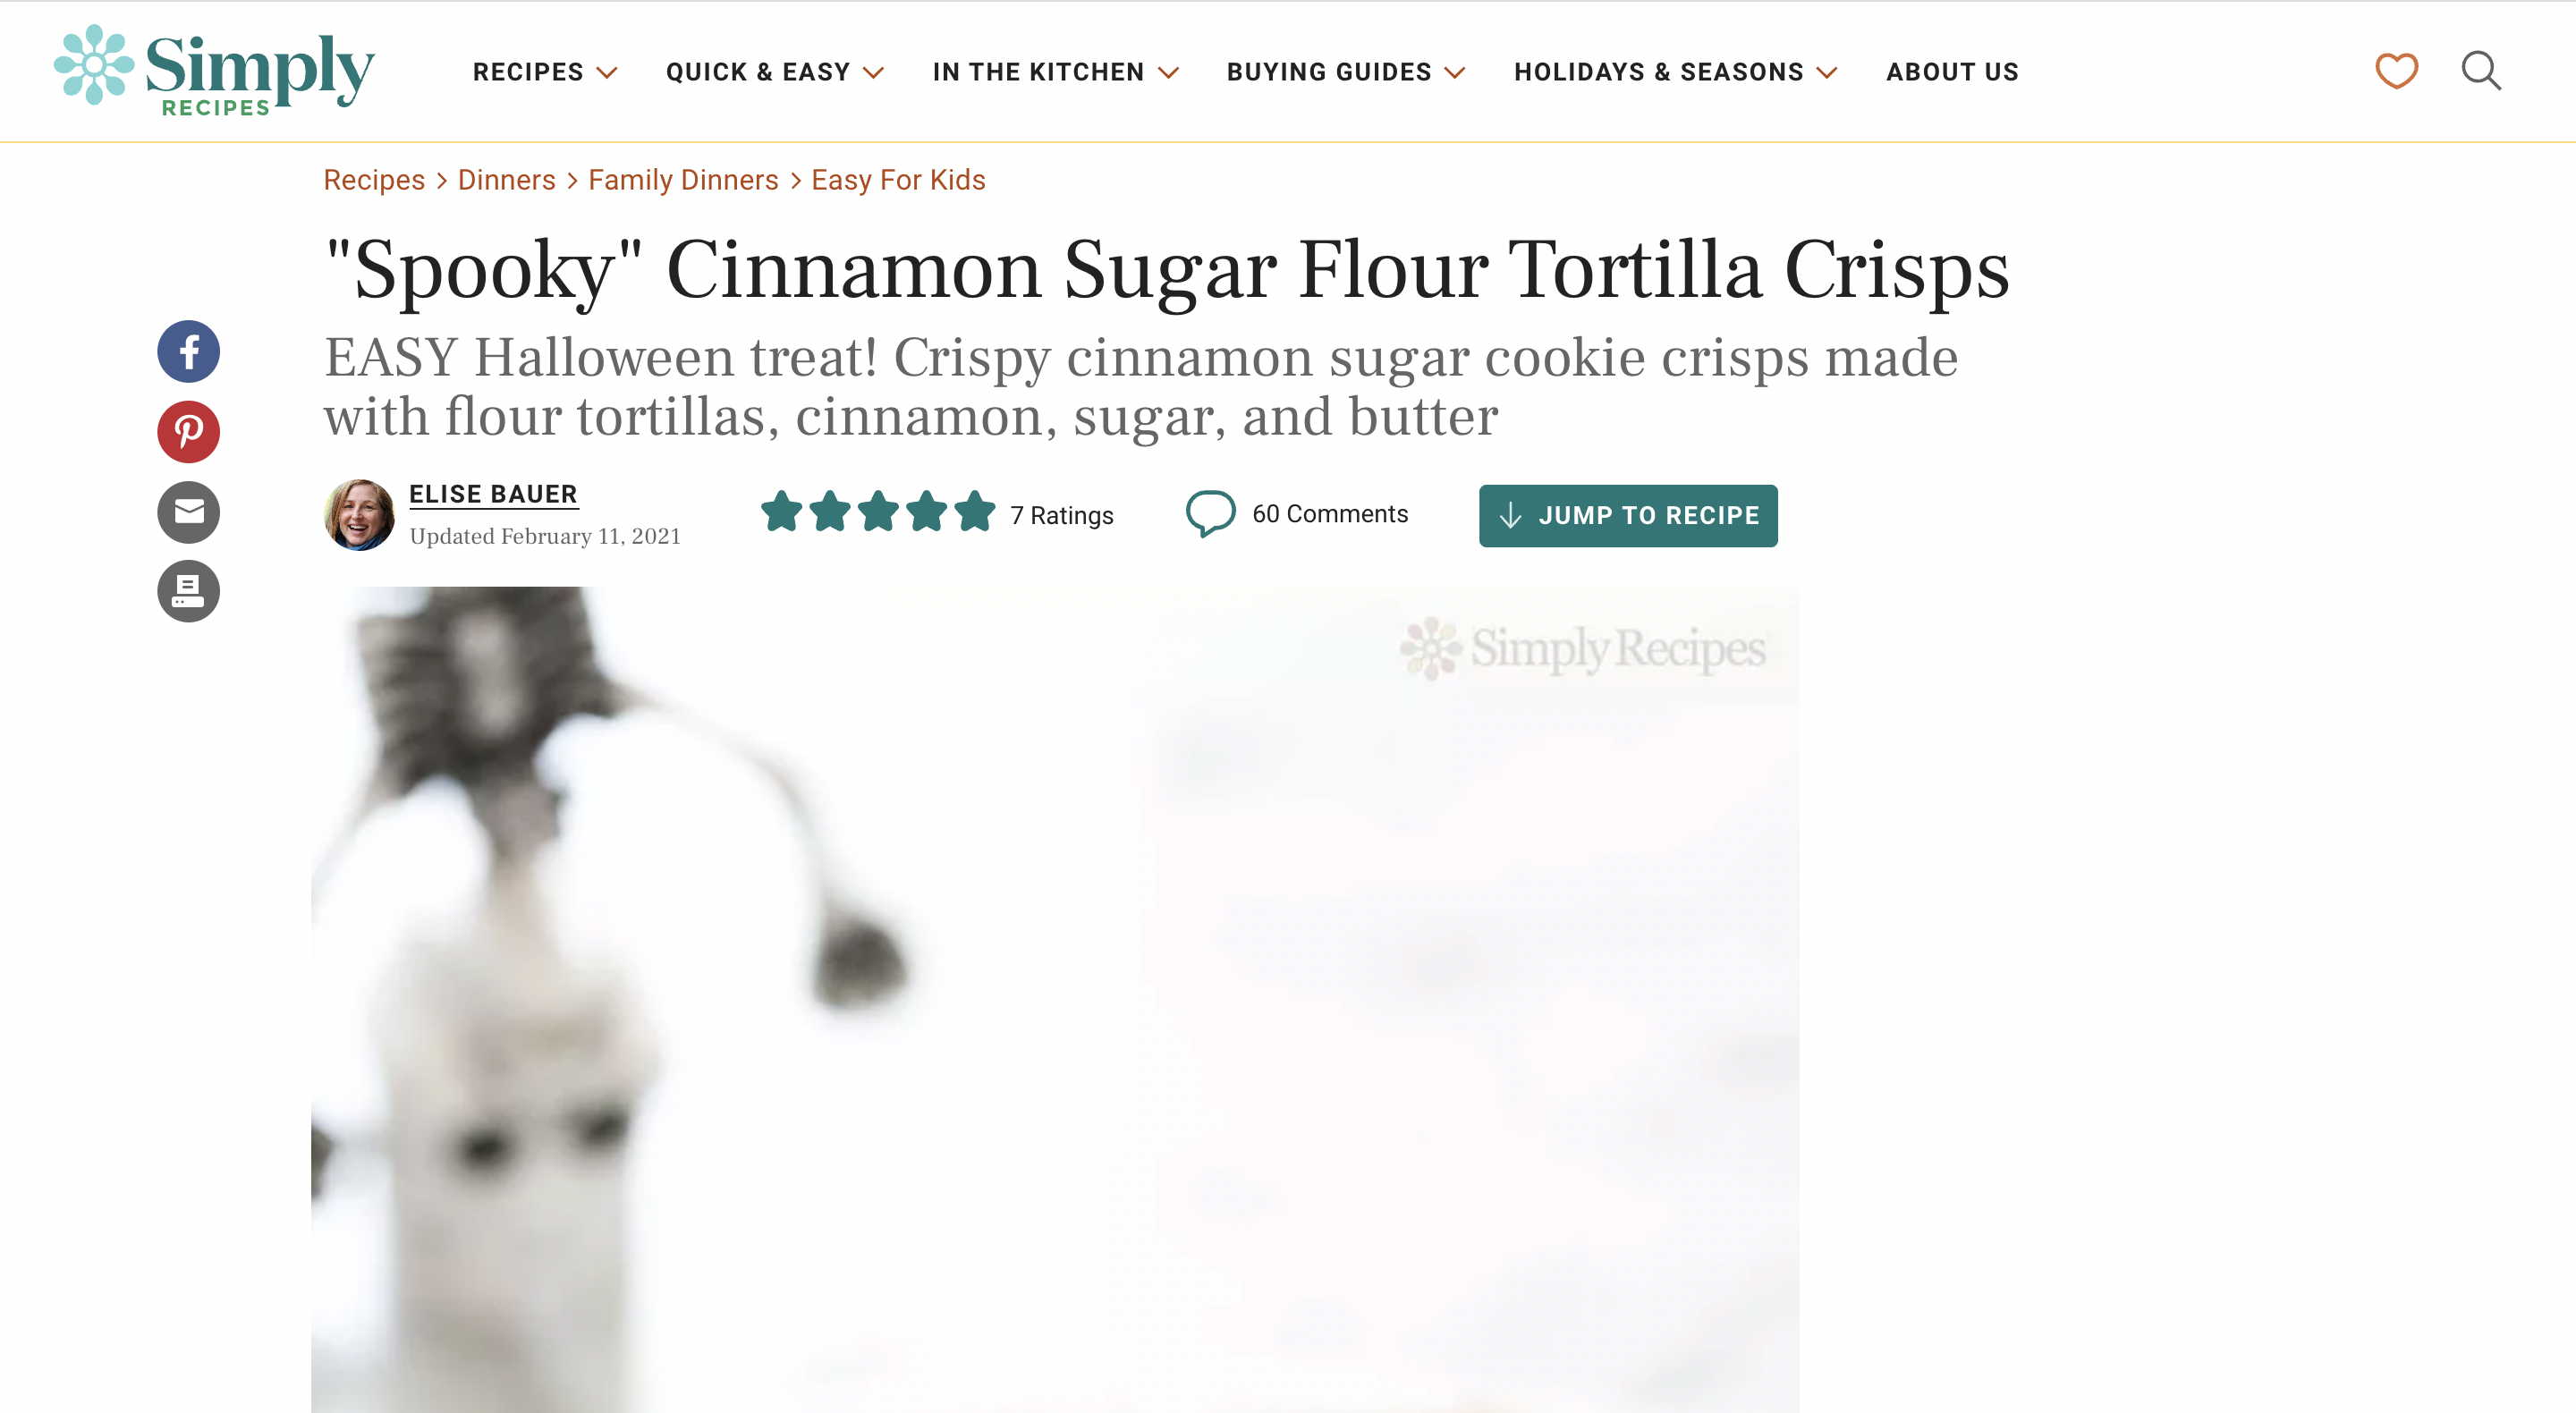 Simply
RECIPES
RECIPES
QUICK & EASY
IN THE KITCHEN
BUYING GUIDES
HOLIDAYS & SEASONS
ABOUT US
Recipes > Dinners > Family Dinners > Easy For Kids
"Spooky" Cinnamon Sugar Flour Tortilla Crisps
EASY Halloween treat! Crispy cinnamon sugar cookie crisps made
with flour tortillas, cinnamon, sugar, and butter
ELISE BAUER
Updated February 11, 2021
7 Ratings
60 Comments
JUMP TO RECIPE
Simply Recipes